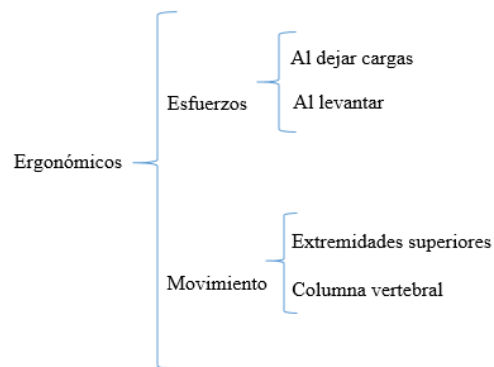 Ergonómicos
Esfuerzos
Al dejar cargas
Al levantar
Movimiento
Extremidades superiores
Columna vertebral